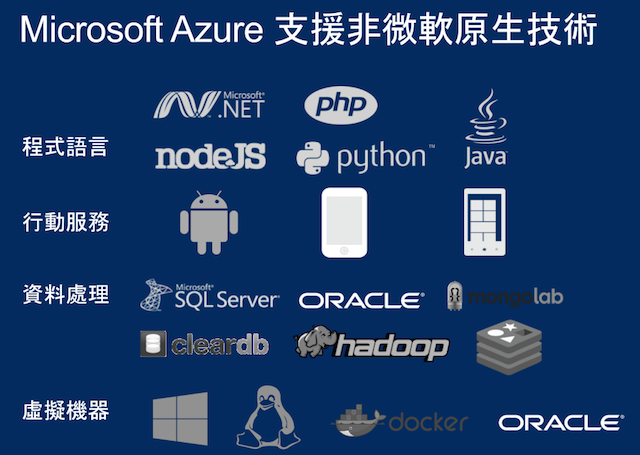 Microsoft Azure 支援非微軟原生技術
Microsoft®
.NET
php
程式語言
nodeJS
python™
Java
行動服務
資料處理
Microsoft®
SQL Server®
ORACLE®
mongolab
cleardb
hadoop
虛擬機器
docker
ORACLE®